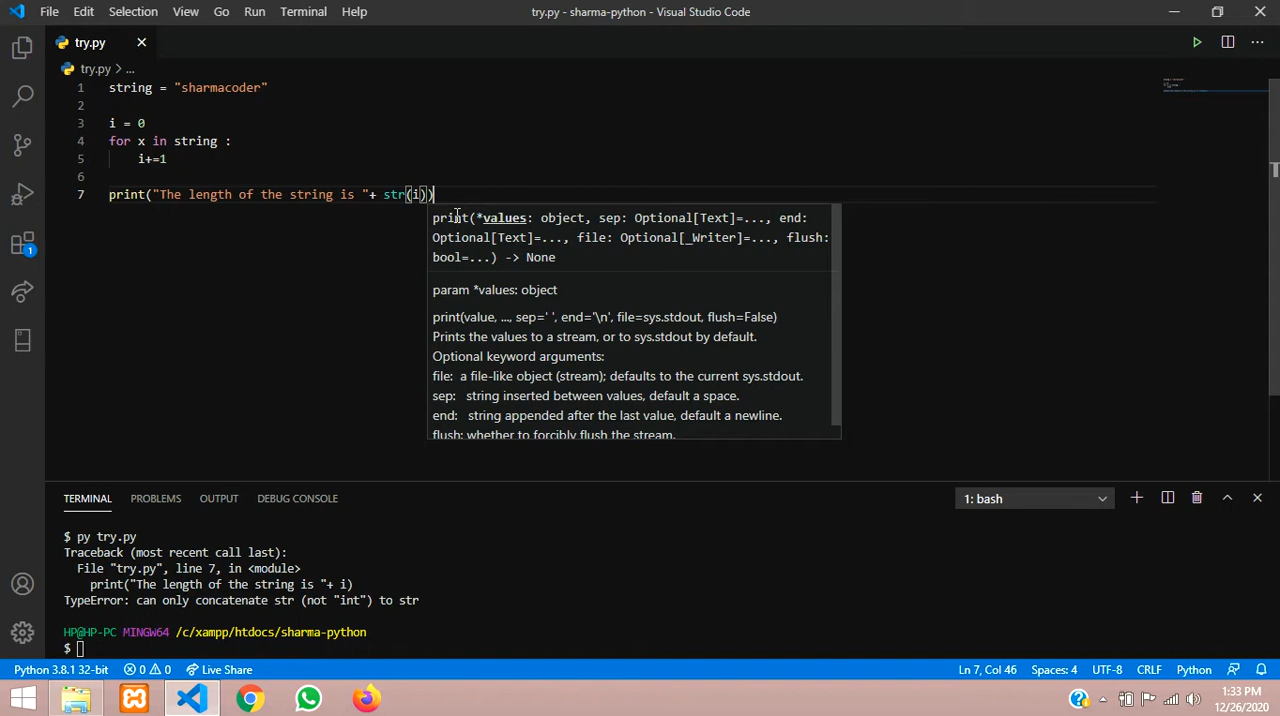 File Edit Selection View Go Run Terminal Help try.py - sharma-python - Visual Studio Code
try.py
try.py > ...
1 string = "sharmacoder"
2
3 i = 0
4 for x in string :
5 i+=1
6
7 print("The length of the string is "+ str(i))
print(*values: object, sep: Optional[Text]=..., end:
Optional[Text]=..., file: Optional[_Writer]=..., flush:
bool=...) -> None
param *values: object
print(value, ..., sep=' ', end='\n', file=sys.stdout, flush=False)
Prints the values to a stream, or to sys.stdout by default.
Optional keyword arguments:
file: a file-like object (stream); defaults to the current sys.stdout.
sep: string inserted between values, default a space.
end: string appended after the last value, default a newline.
flush: whether to forcibly flush the stream.
1
TERMINAL PROBLEMS OUTPUT DEBUG CONSOLE 1: bash
$ py try.py
Traceback (most recent call last):
File "try.py", line 7, in <module>
print("The length of the string is "+ i)
TypeError: can only concatenate str (not "int") to str
HP@HP-PC MINGW64 /c/xampp/htdocs/sharma-python
$
Python 3.8.1 32-bit 0 0 Live Share Ln 7, Col 46 Spaces: 4 UTF-8 CRLF Python
1:33 PM
12/26/2020